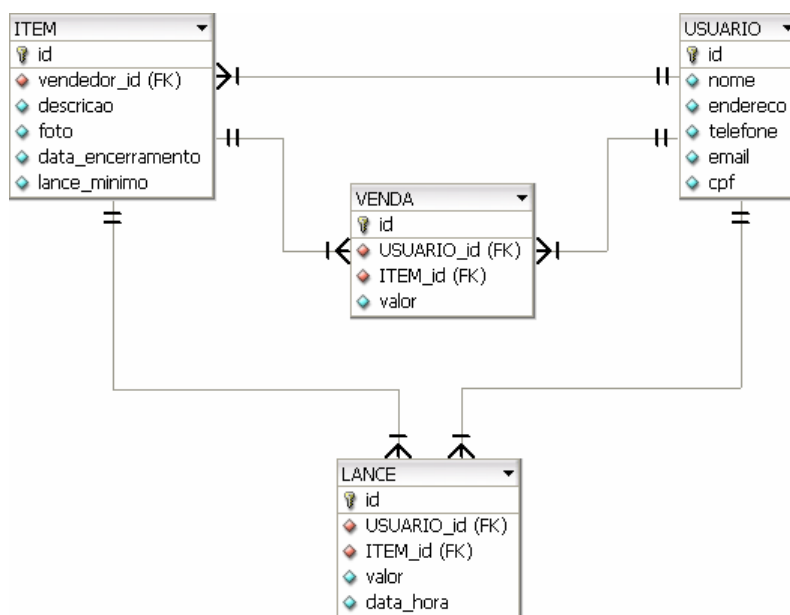 ITEM
id
vendedor_id (FK)
descricao
foto
data_encerramento
lance_minimo
USUARIO
id
nome
endereco
telefone
email
cpf
VENDA
id
USUARIO_id (FK)
ITEM_id (FK)
valor
LANCE
id
USUARIO_id (FK)
ITEM_id (FK)
valor
data_hora